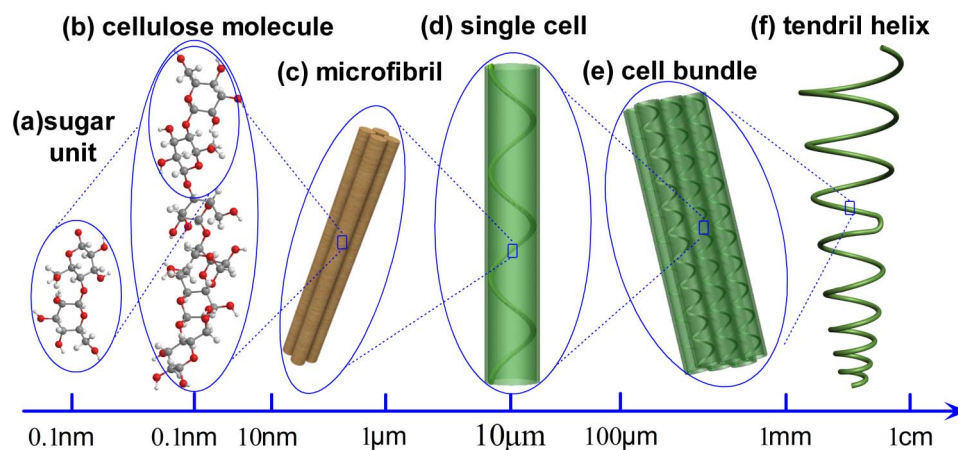 (b) cellulose molecule
(d) single cell
(f) tendril helix
(c) microfibril
(e) cell bundle
(a)sugar
unit
0.1nm
0.1nm
10nm
1μm
10μm
100μm
1mm
1cm